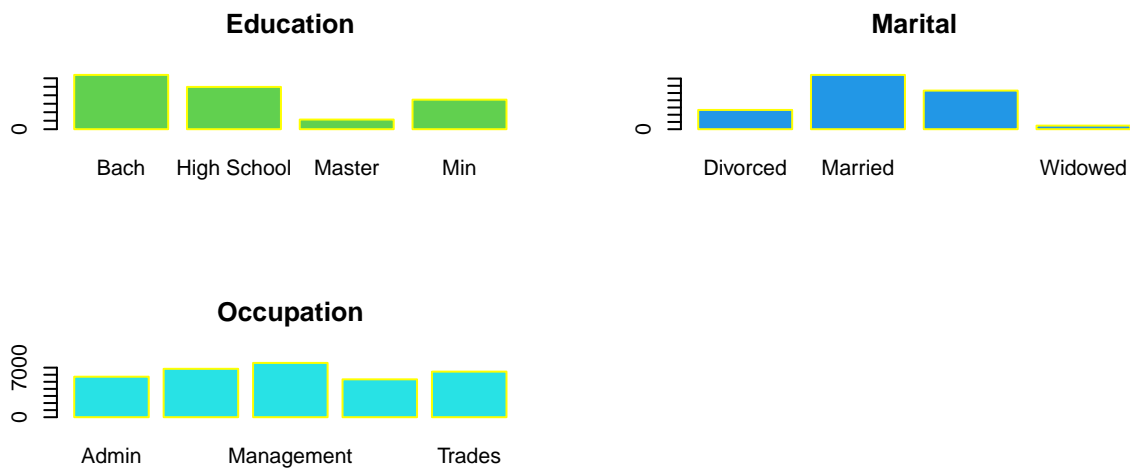 Education
0
Bach High School Master Min
Marital
0
Divorced Married Widowed
Occupation
0 7000
Admin Management Trades